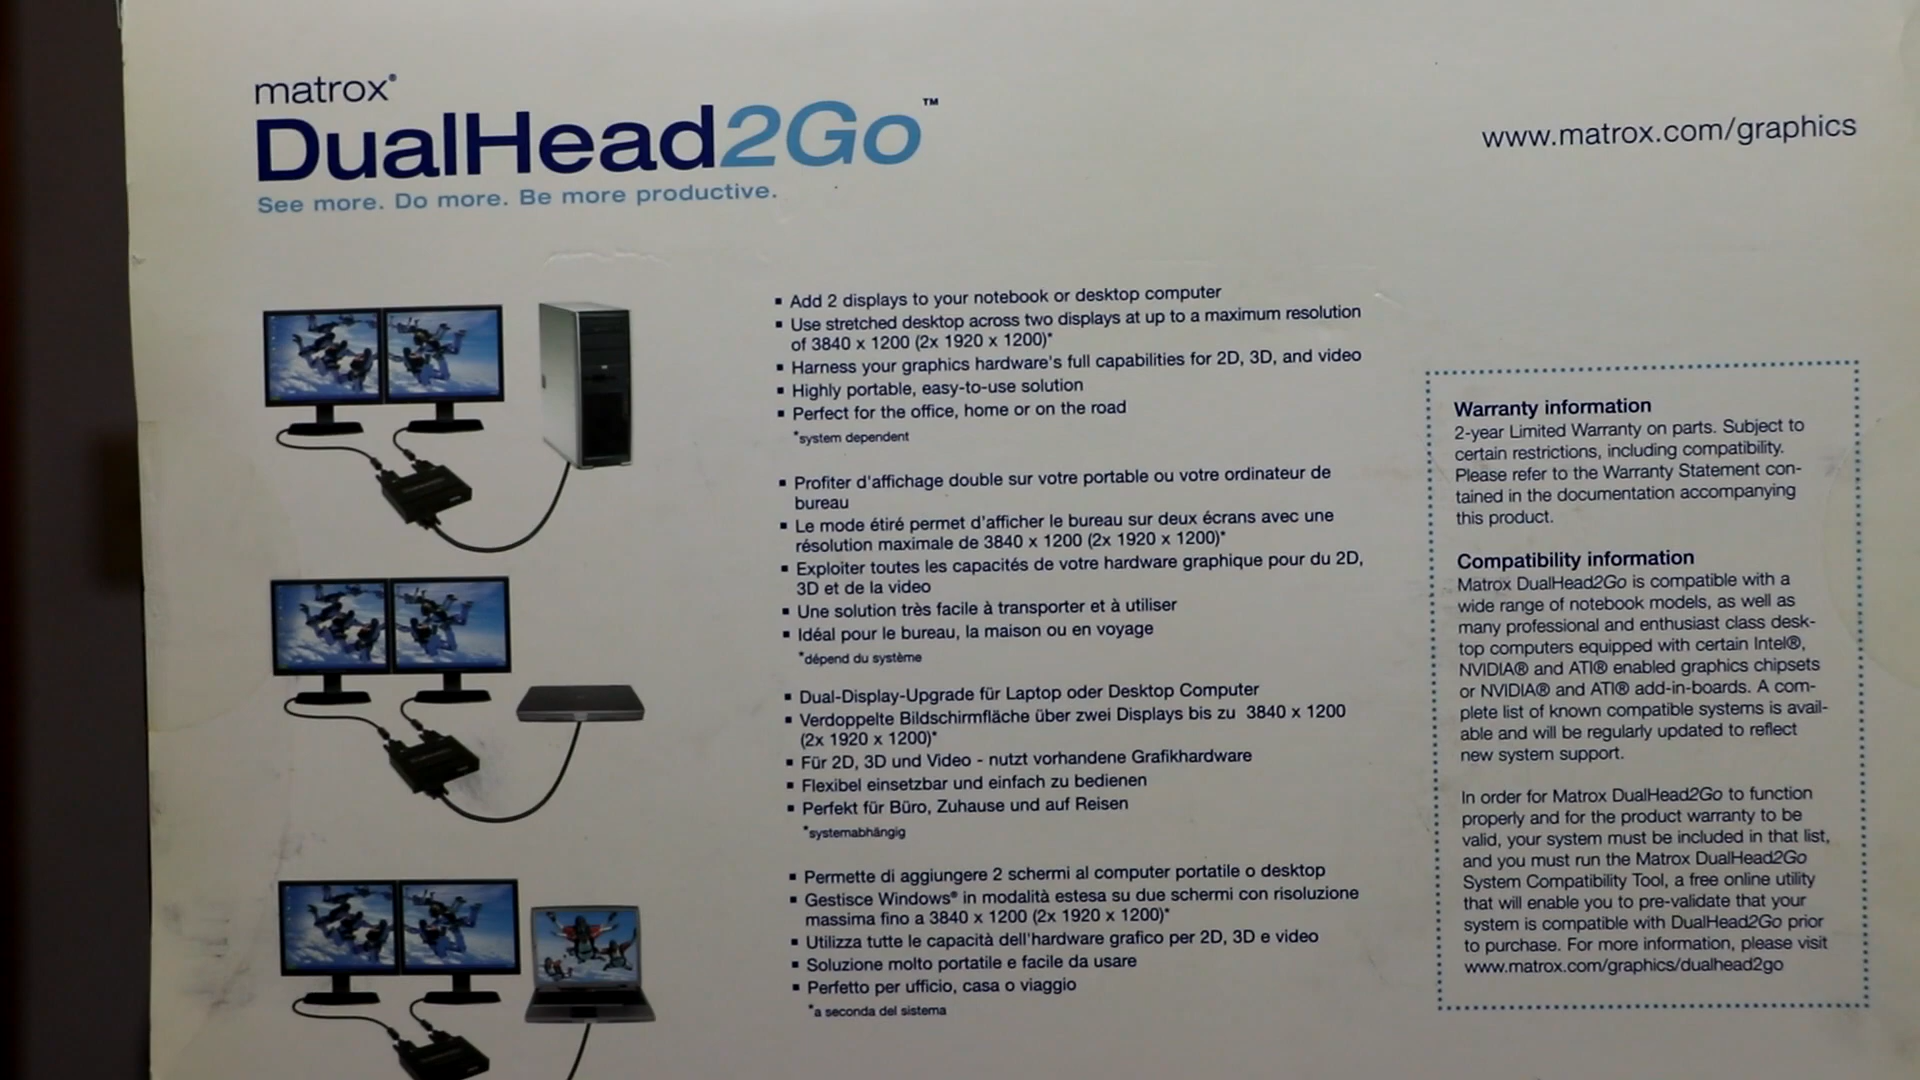 matrox®
DualHead2Go™
See more. Do more. Be more productive.
www.matrox.com/graphics
▪ Add 2 displays to your notebook or desktop computer
▪ Use stretched desktop across two displays at up to a maximum resolution
of 3840 x 1200 (2x 1920 x 1200)*
▪ Harness your graphics hardware's full capabilities for 2D, 3D, and video
▪ Highly portable, easy-to-use solution
▪ Perfect for the office, home or on the road
*system dependent
▪ Profiter d'affichage double sur votre portable ou votre ordinateur de
bureau
▪ Le mode étiré permet d'afficher le bureau sur deux écrans avec une
résolution maximale de 3840 x 1200 (2x 1920 x 1200)*
▪ Exploiter toutes les capacités de votre hardware graphique pour du 2D,
3D et de la video
▪ Une solution très facile à transporter et à utiliser
▪ Idéal pour le bureau, la maison ou en voyage
*dépend du système
▪ Dual-Display-Upgrade für Laptop oder Desktop Computer
▪ Verdoppelte Bildschirmfläche über zwei Displays bis zu 3840 x 1200
(2x 1920 x 1200)*
▪ Für 2D, 3D und Video - nutzt vorhandene Grafikhardware
▪ Flexibel einsetzbar und einfach zu bedienen
▪ Perfekt für Büro, Zuhause und auf Reisen
*systemabhängig
▪ Permette di aggiungere 2 schermi al computer portatile o desktop
▪ Gestisce Windows® in modalità estesa su due schermi con risoluzione
massima fino a 3840 x 1200 (2x 1920 x 1200)*
▪ Utilizza tutte le capacità dell'hardware grafico per 2D, 3D e video
▪ Soluzione molto portatile e facile da usare
▪ Perfetto per ufficio, casa o viaggio
*a seconda del sistema
Warranty information
2-year Limited Warranty on parts. Subject to
certain restrictions, including compatibility.
Please refer to the Warranty Statement con-
tained in the documentation accompanying
this product.
Compatibility information
Matrox DualHead2Go is compatible with a
wide range of notebook models, as well as
many professional and enthusiast class desk-
top computers equipped with certain Intel®,
NVIDIA® and ATI® enabled graphics chipsets
or NVIDIA® and ATI® add-in-boards. A com-
plete list of known compatible systems is avail-
able and will be regularly updated to reflect
new system support.
In order for Matrox DualHead2Go to function
properly and for the product warranty to be
valid, your system must be included in that list,
and you must run the Matrox DualHead2Go
System Compatibility Tool, a free online utility
that will enable you to pre-validate that your
system is compatible with DualHead2Go prior
to purchase. For more information, please visit
www.matrox.com/graphics/dualhead2go